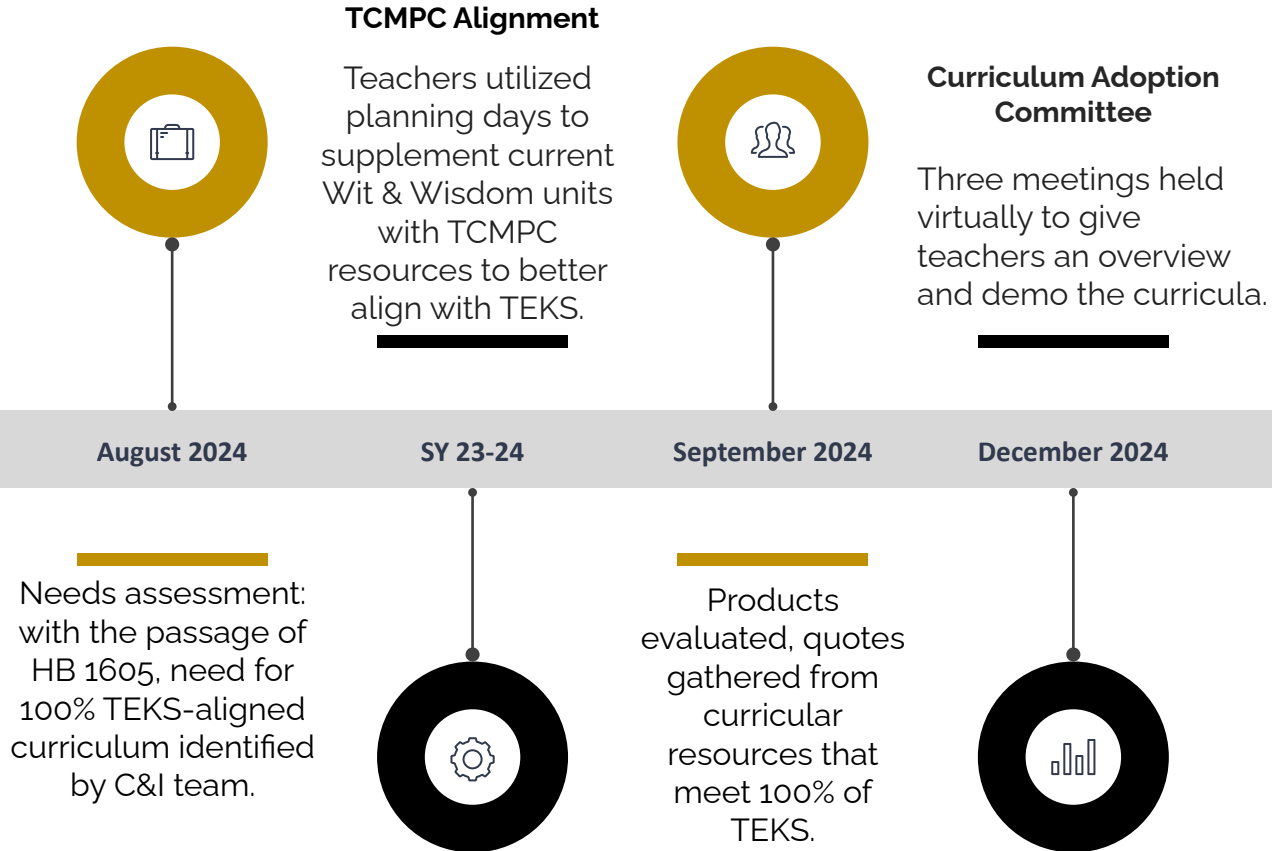 TCMPC Alignment
Teachers utilized
planning days to
supplement current
Wit & Wisdom units
with TCMPC
resources to better
align with TEKS.
Curriculum Adoption
Committee
Three meetings held
virtually to give
teachers an overview
and demo the curricula.
August 2024
SY 23-24
September 2024
December 2024
Needs assessment:
with the passage of
HB 1605, need for
100% TEKS-aligned
curriculum identified
by C&I team.
Products
evaluated, quotes
gathered from
curricular
resources that
meet 100% of
TEKS.